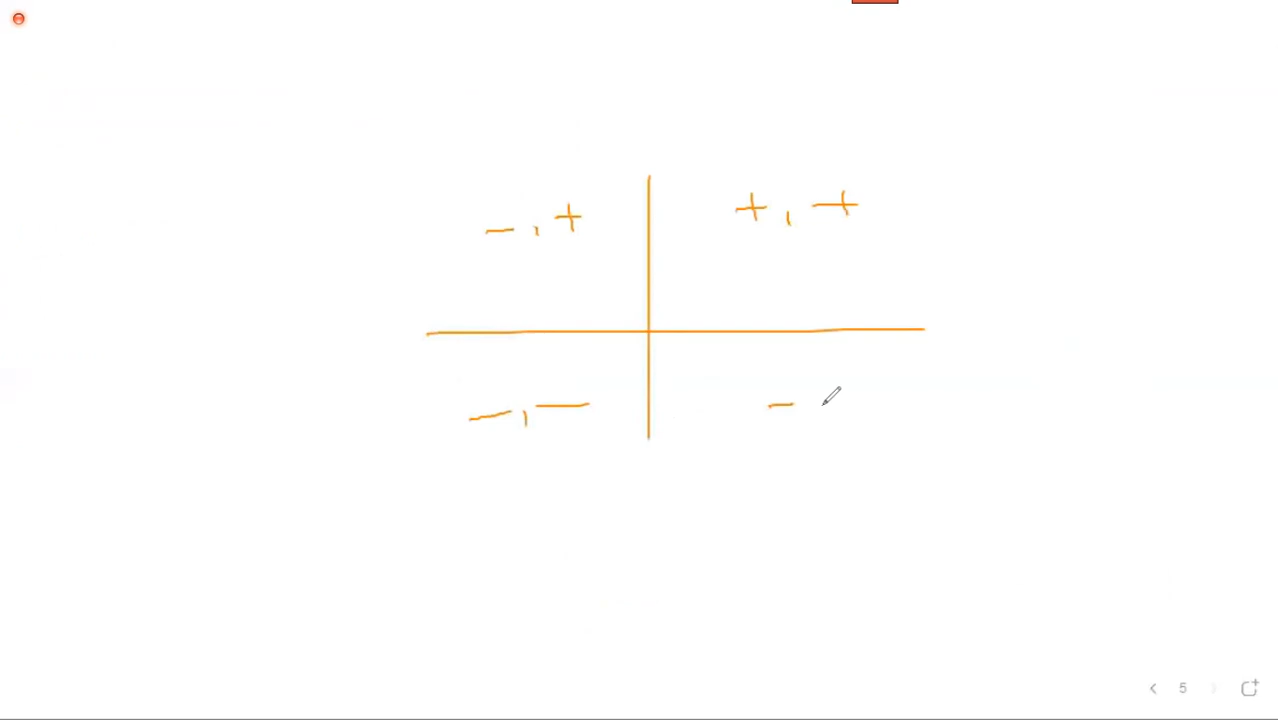 -, + +, +
-, - -
5